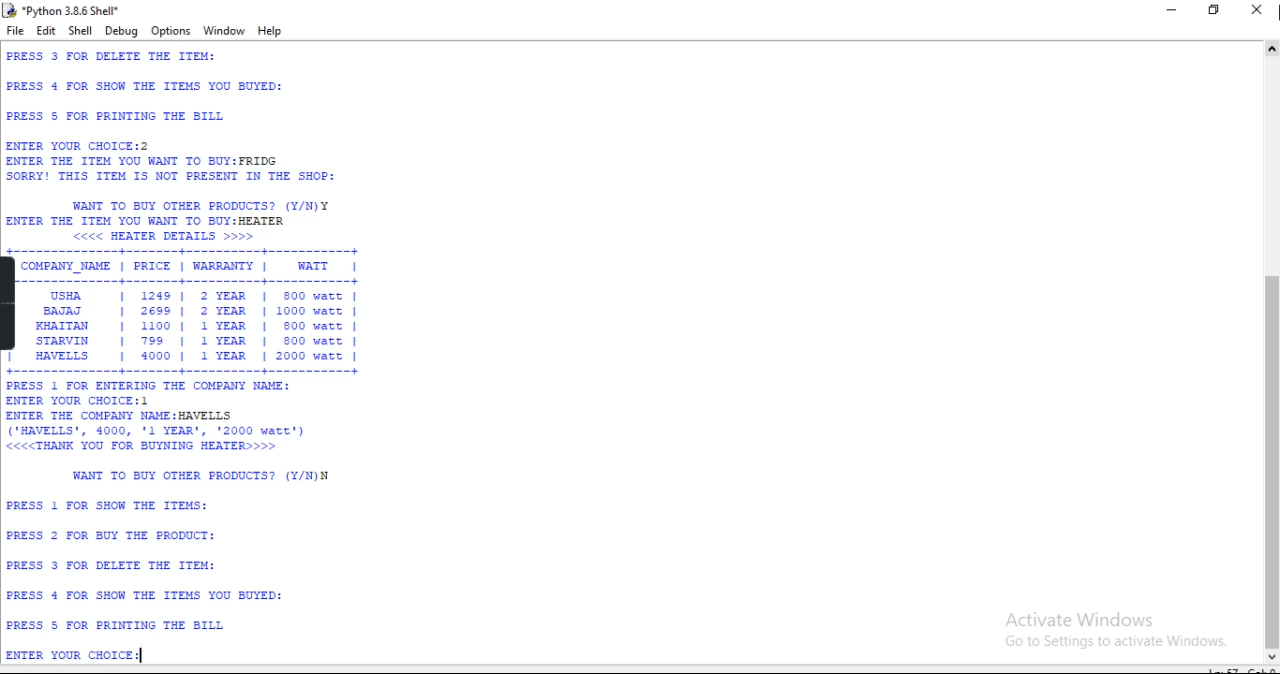 *Python 3.8.6 Shell*
File Edit Shell Debug Options Window Help
PRESS 3 FOR DELETE THE ITEM:
PRESS 4 FOR SHOW THE ITEMS YOU BUYED:
PRESS 5 FOR PRINTING THE BILL
ENTER YOUR CHOICE:2
ENTER THE ITEM YOU WANT TO BUY:FRIDG
SORRY! THIS ITEM IS NOT PRESENT IN THE SHOP:
WANT TO BUY OTHER PRODUCTS? (Y/N)Y
ENTER THE ITEM YOU WANT TO BUY:HEATER
<<<< HEATER DETAILS >>>>
+--------------+-------+----------+-----------+
COMPANY_NAME | PRICE | WARRANTY | WATT |
--------------+-------+----------+-----------+
USHA | 1249 | 2 YEAR | 800 watt |
BAJAJ | 2699 | 2 YEAR | 1000 watt |
KHAITAN | 1100 | 1 YEAR | 800 watt |
STARVIN | 799 | 1 YEAR | 800 watt |
| HAVELLS | 4000 | 1 YEAR | 2000 watt |
+--------------+-------+----------+-----------+
PRESS 1 FOR ENTERING THE COMPANY NAME:
ENTER YOUR CHOICE:1
ENTER THE COMPANY NAME:HAVELLS
('HAVELLS', 4000, '1 YEAR', '2000 watt')
<<<<THANK YOU FOR BUYNING HEATER>>>>
WANT TO BUY OTHER PRODUCTS? (Y/N)N
PRESS 1 FOR SHOW THE ITEMS:
PRESS 2 FOR BUY THE PRODUCT:
PRESS 3 FOR DELETE THE ITEM:
PRESS 4 FOR SHOW THE ITEMS YOU BUYED:
PRESS 5 FOR PRINTING THE BILL
ENTER YOUR CHOICE:
Activate Windows
Go to Settings to activate Windows.